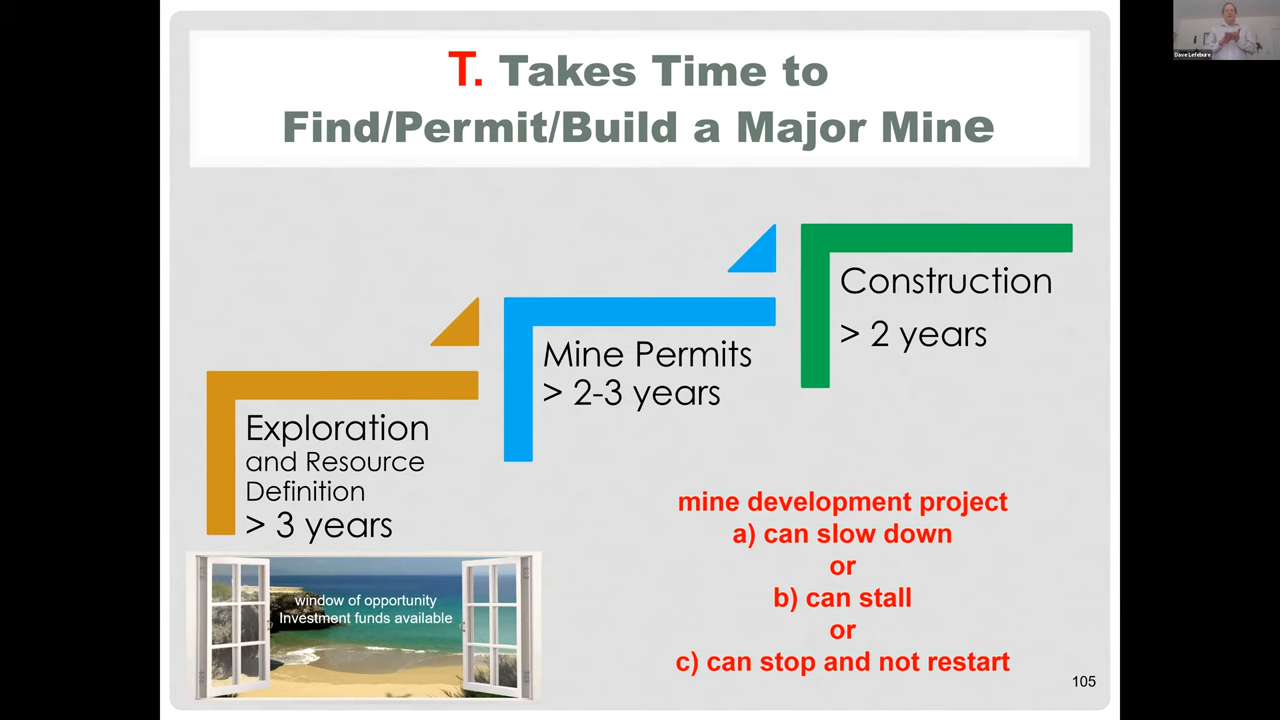 T. Takes Time to
Find/Permit/Build a Major Mine
Exploration
and Resource
Definition
> 3 years
Mine Permits
> 2-3 years
Construction
> 2 years
window of opportunity
Investment funds available
mine development project
a) can slow down
or
b) can stall
or
c) can stop and not restart
105
Dave Lefebure